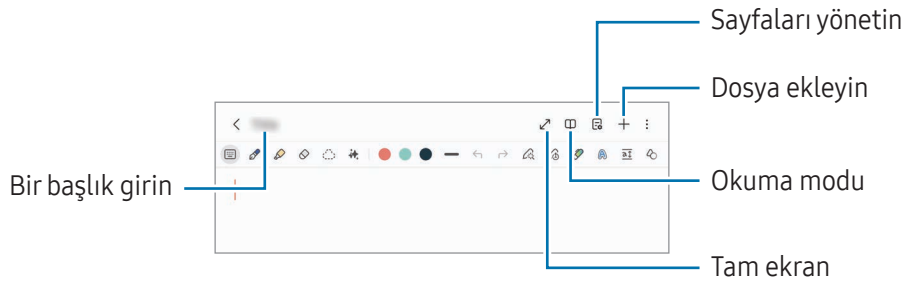 Sayfaları yönetin
Dosya ekleyin
Bir başlık girin
Okuma modu
Tam ekran